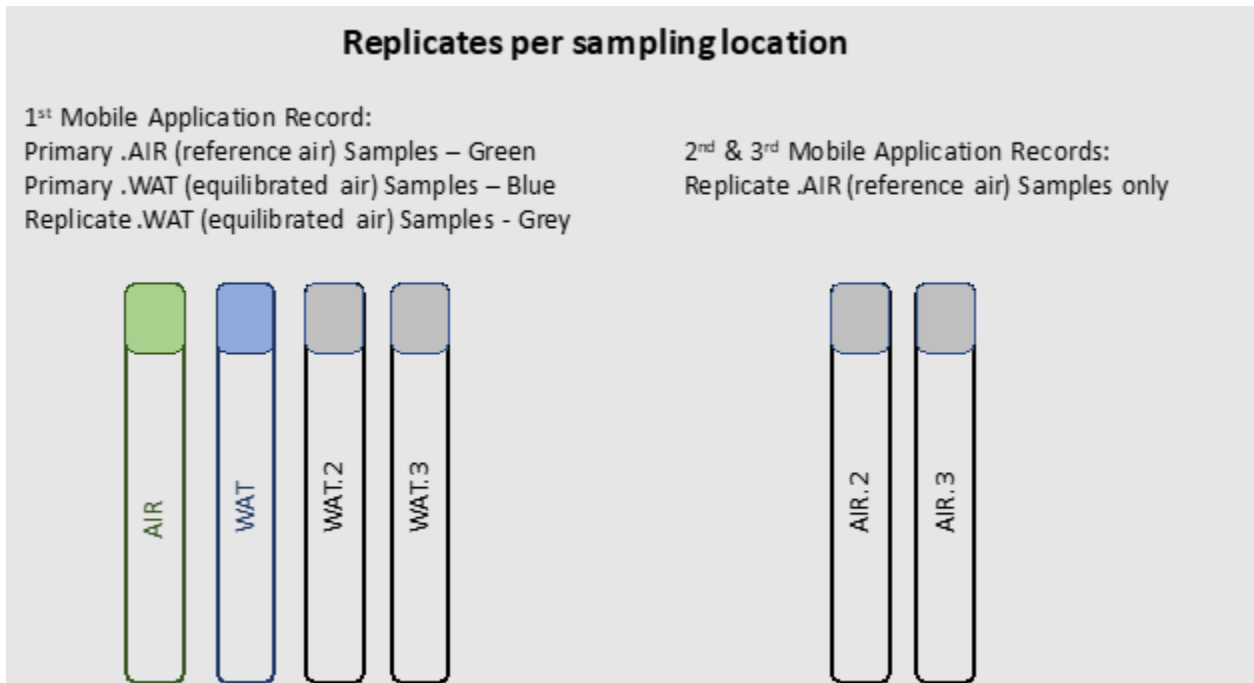 Replicates per sampling location
1st Mobile Application Record:
Primary .AIR (reference air) Samples – Green
Primary .WAT (equilibrated air) Samples – Blue
Replicate .WAT (equilibrated air) Samples - Grey
2nd & 3rd Mobile Application Records:
Replicate .AIR (reference air) Samples only
AIR
WAT
WAT.2
WAT.3
AIR.2
AIR.3